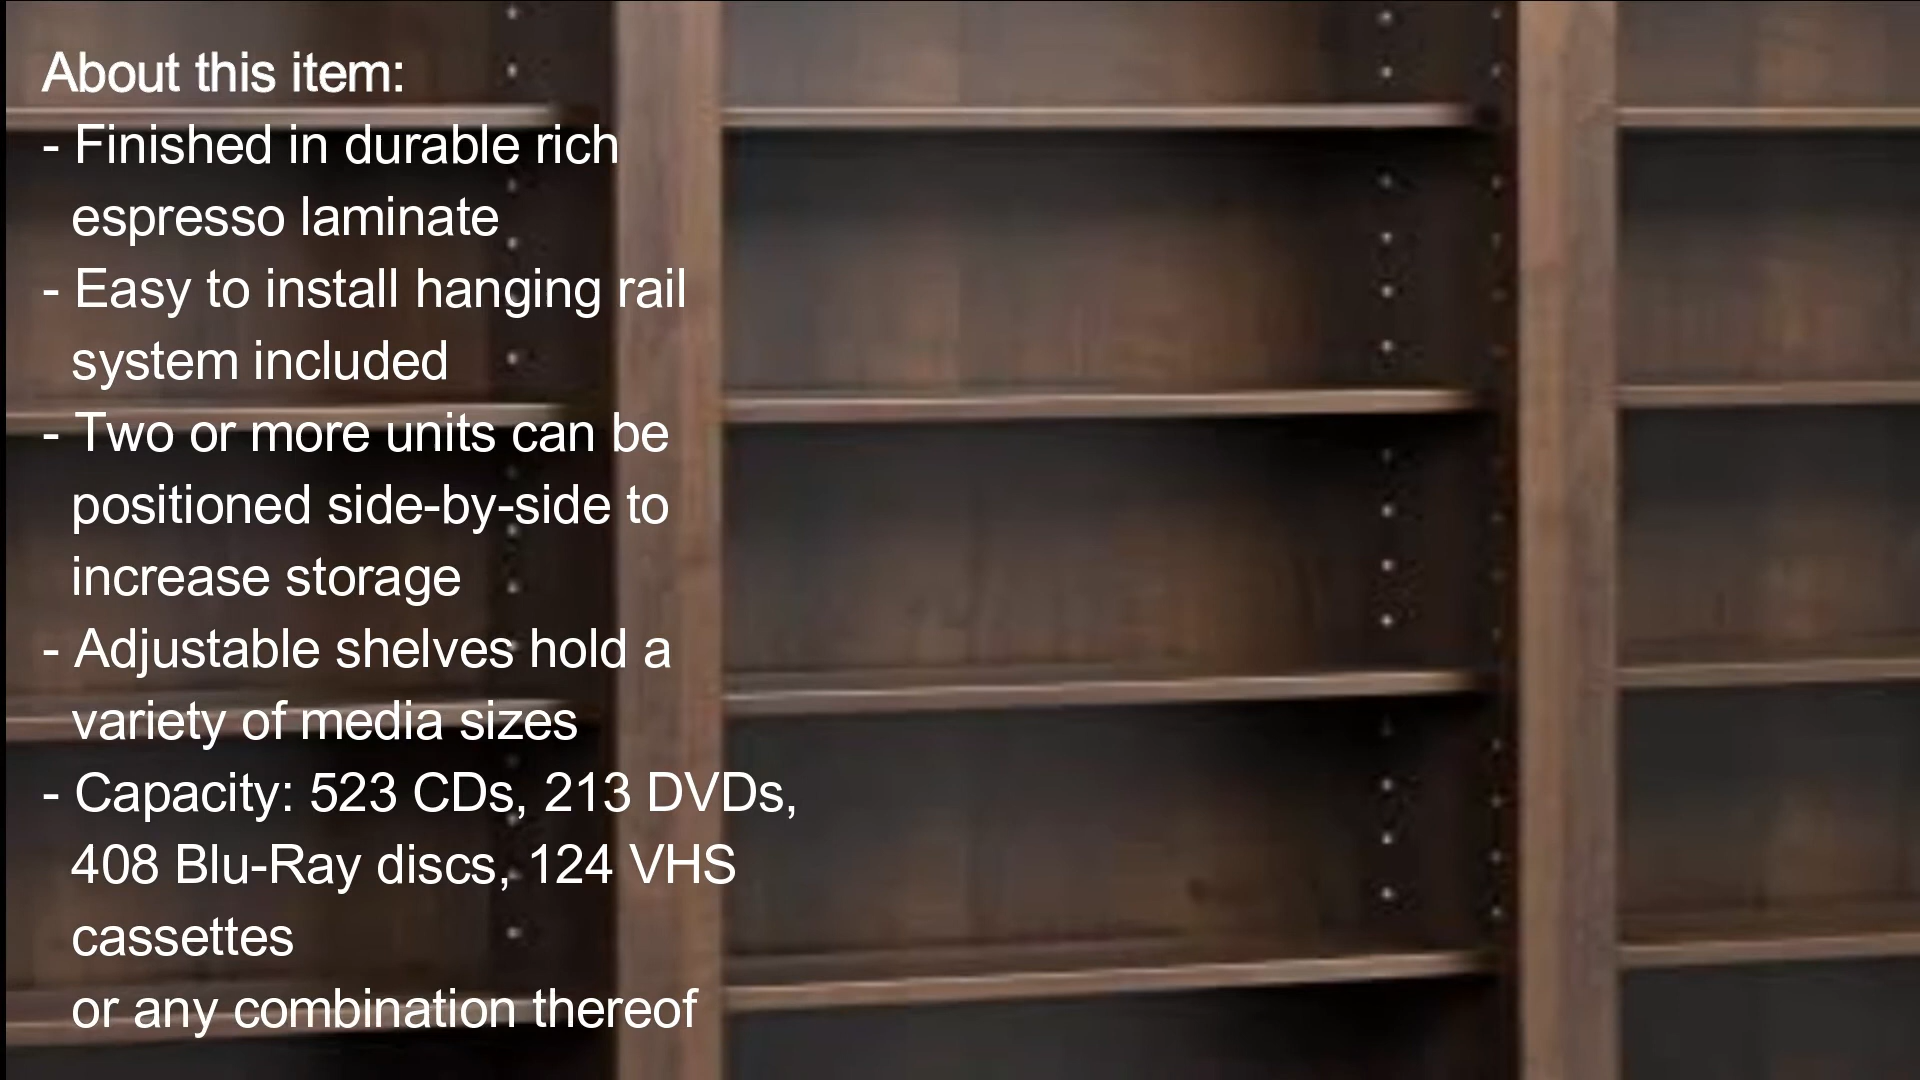 About this item:
- Finished in durable rich
espresso laminate
- Easy to install hanging rail
system included
- Two or more units can be
positioned side-by-side to
increase storage
- Adjustable shelves hold a
variety of media sizes
- Capacity: 523 CDs, 213 DVDs,
408 Blu-Ray discs, 124 VHS
cassettes
or any combination thereof